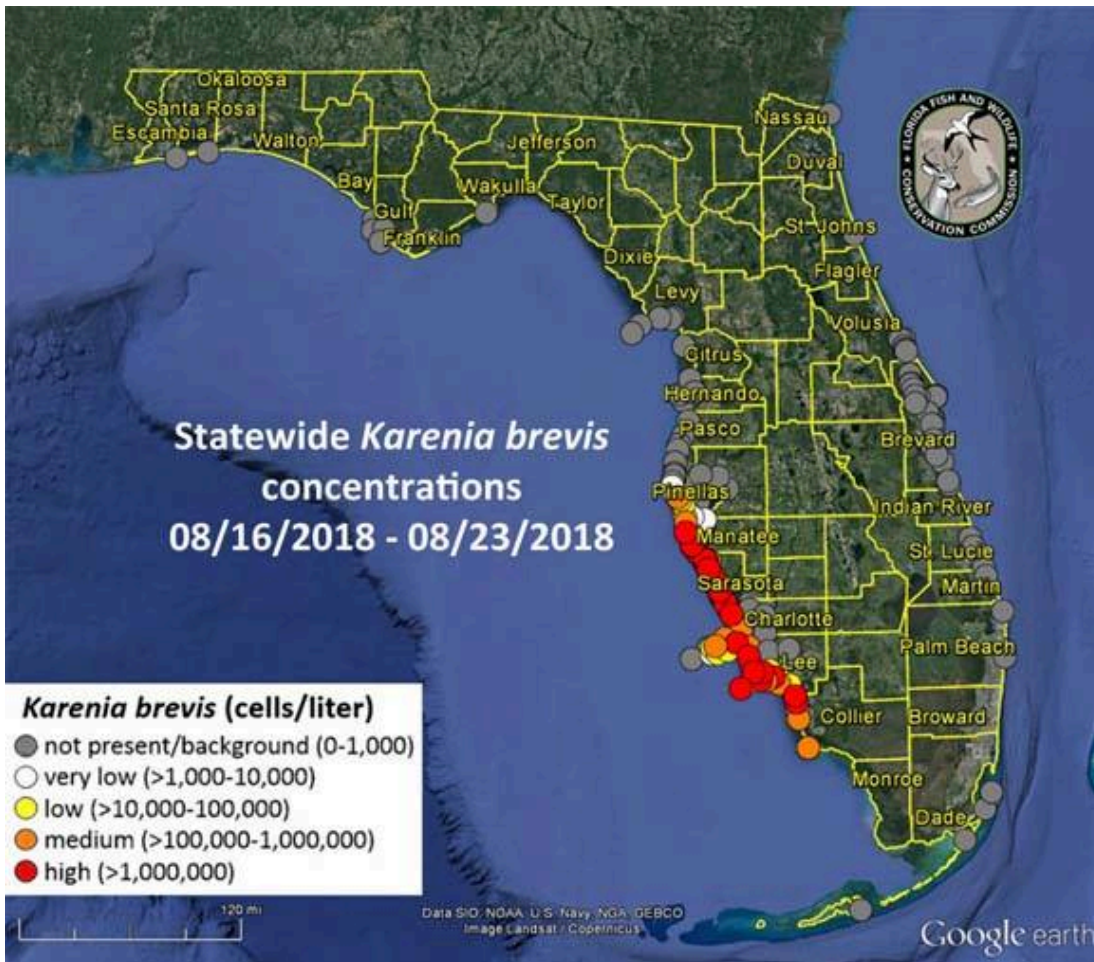 Okaloosa
Santa Rosa
Escambia
Walton
Bay
Gulf
Franklin
Wakulla
Jefferson
Taylor
Dixie
Levy
Nassau
Duval
St. Johns
Flagler
Volusia
FLORIDA FISH AND WILDLIFE
CONSERVATION COMMISSION
Citrus
Hernando
Pasco
Pinellas
Manatee
Sarasota
Charlotte
Lee
Collier
Monroe
Brevard
Indian River
St. Lucie
Martin
Palm Beach
Broward
Dade
Statewide Karenia brevis
concentrations
08/16/2018 - 08/23/2018
Karenia brevis (cells/liter)
not present/background (0-1,000)
very low (>1,000-10,000)
low (>10,000-100,000)
medium (>100,000-1,000,000)
high (>1,000,000)
120 mi
Data SIO, NOAA, U.S. Navy, NGA, GEBCO
Image Landsat / Copernicus
Google earth